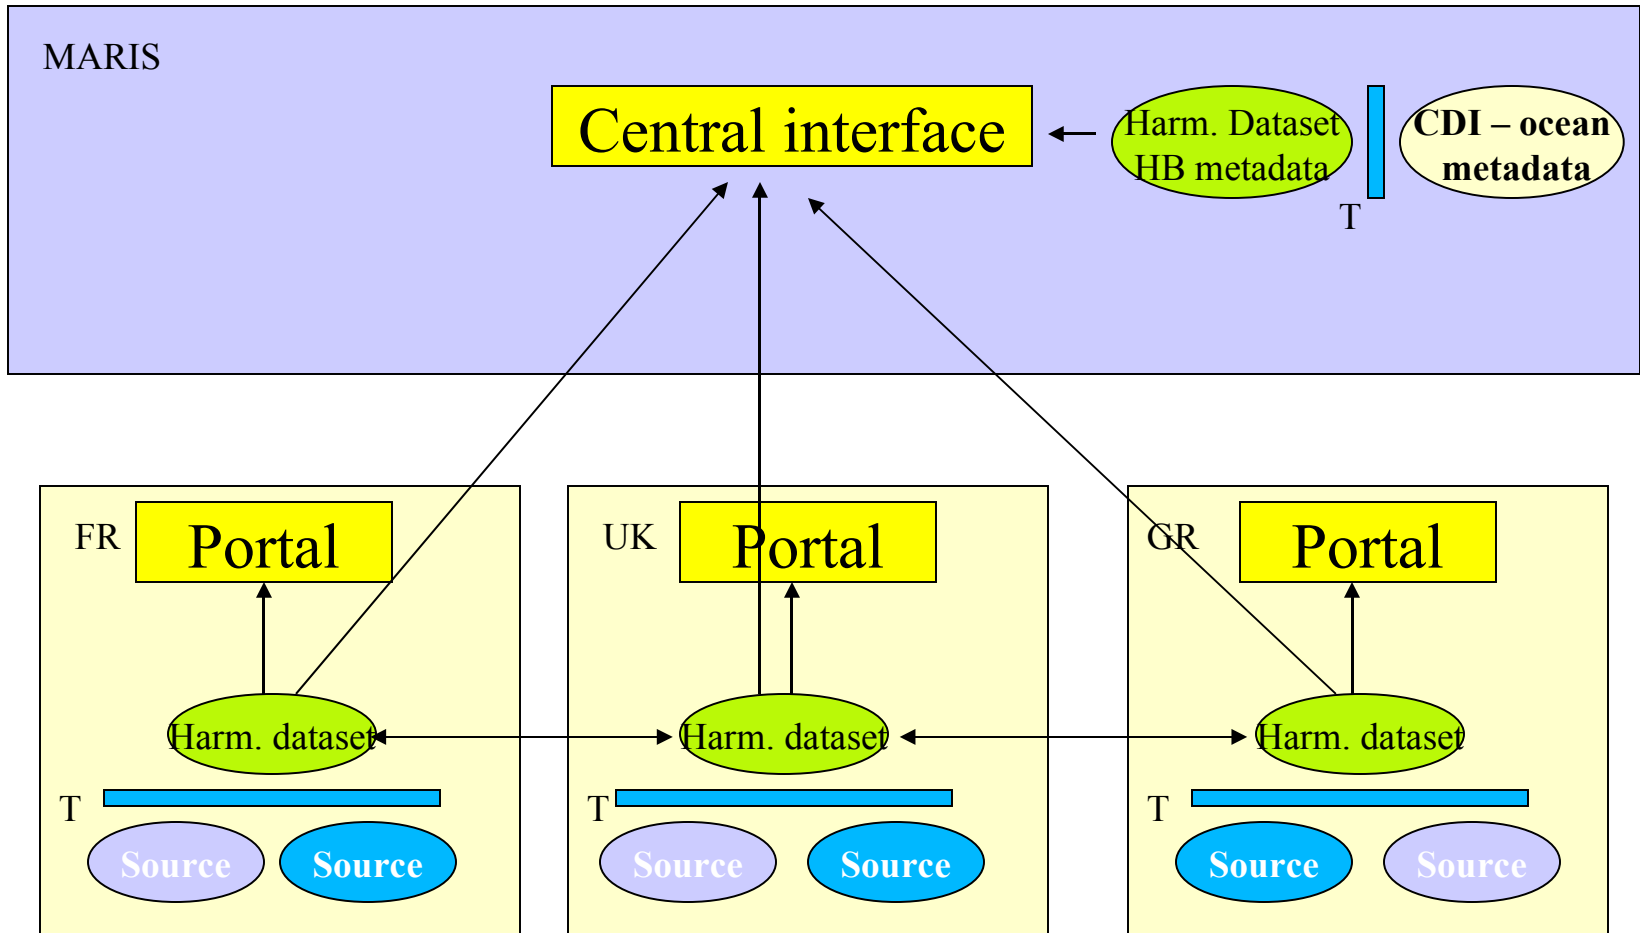 MARIS
Central interface
Harm. Dataset
HB metadata
T
CDI – ocean
metadata
FR
Portal
Harm. dataset
T
Source
Source
UK
Portal
Harm. dataset
T
Source
Source
GR
Portal
Harm. dataset
T
Source
Source